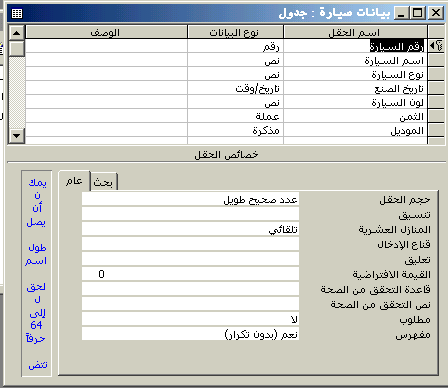 بيانات صيارة : جدول
اسم الحقل نوع البيانات الوصف
رقم السيارة رقم
اسم السيارة نص
نوع السيارة نص
تاريخ الصنع تاريخ/وقت
لون السيارة نص
الثمن عملة
الموديل مذكرة
خصائص الحقل
عام بحث
حجم الحقل عدد صحيح طويل
تنسيق
المنازل العشرية تلقائي
قناع الإدخال
تعليق
القيمة الافتراضية 0
قاعدة التحقق من الصحة
نص التحقق من الصحة
مطلوب لا
مفهرس نعم (بدون تكرار)
يمك
ن
أن
يصل
طول
اسم
لحق
ل
إلى
64
حرفاً
تتض